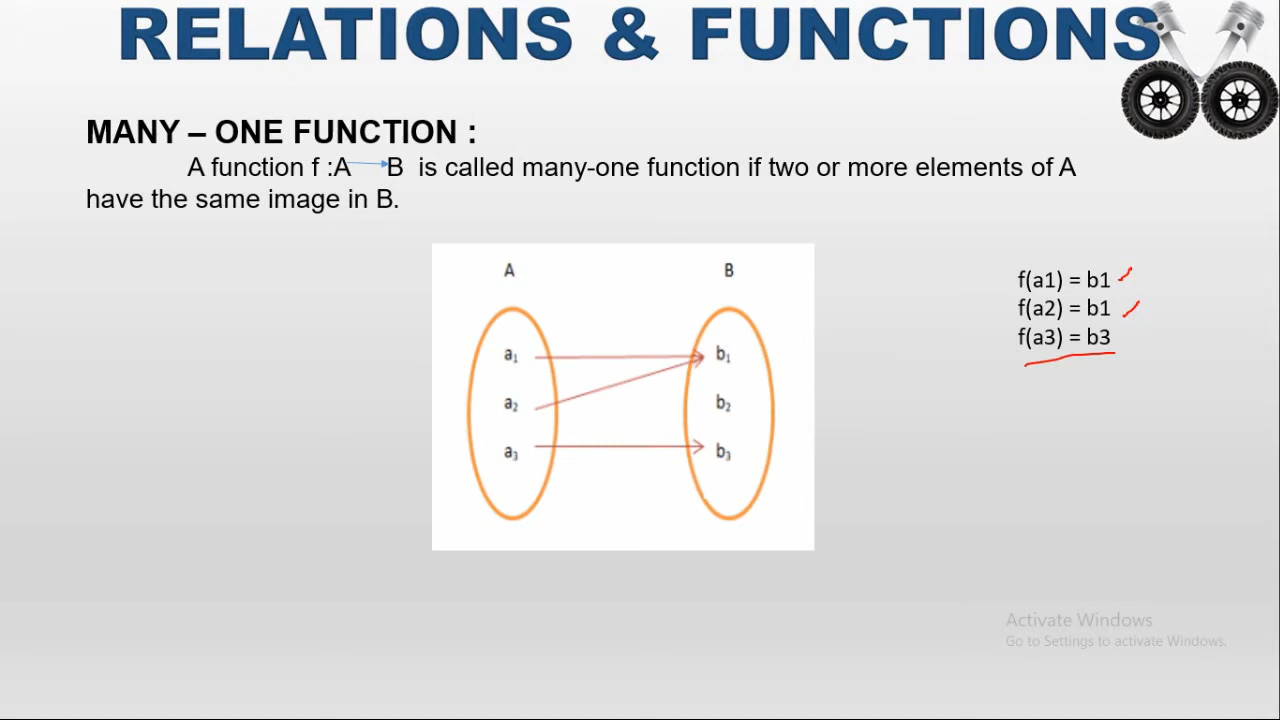 RELATIONS & FUNCTIONS
MANY – ONE FUNCTION :
A function f :A B is called many-one function if two or more elements of A
have the same image in B.
A B
a₁ b₁
a₂ b₂
a₃ b₃
f(a1) = b1
f(a2) = b1
f(a3) = b3
Activate Windows
Go to Settings to activate Windows.